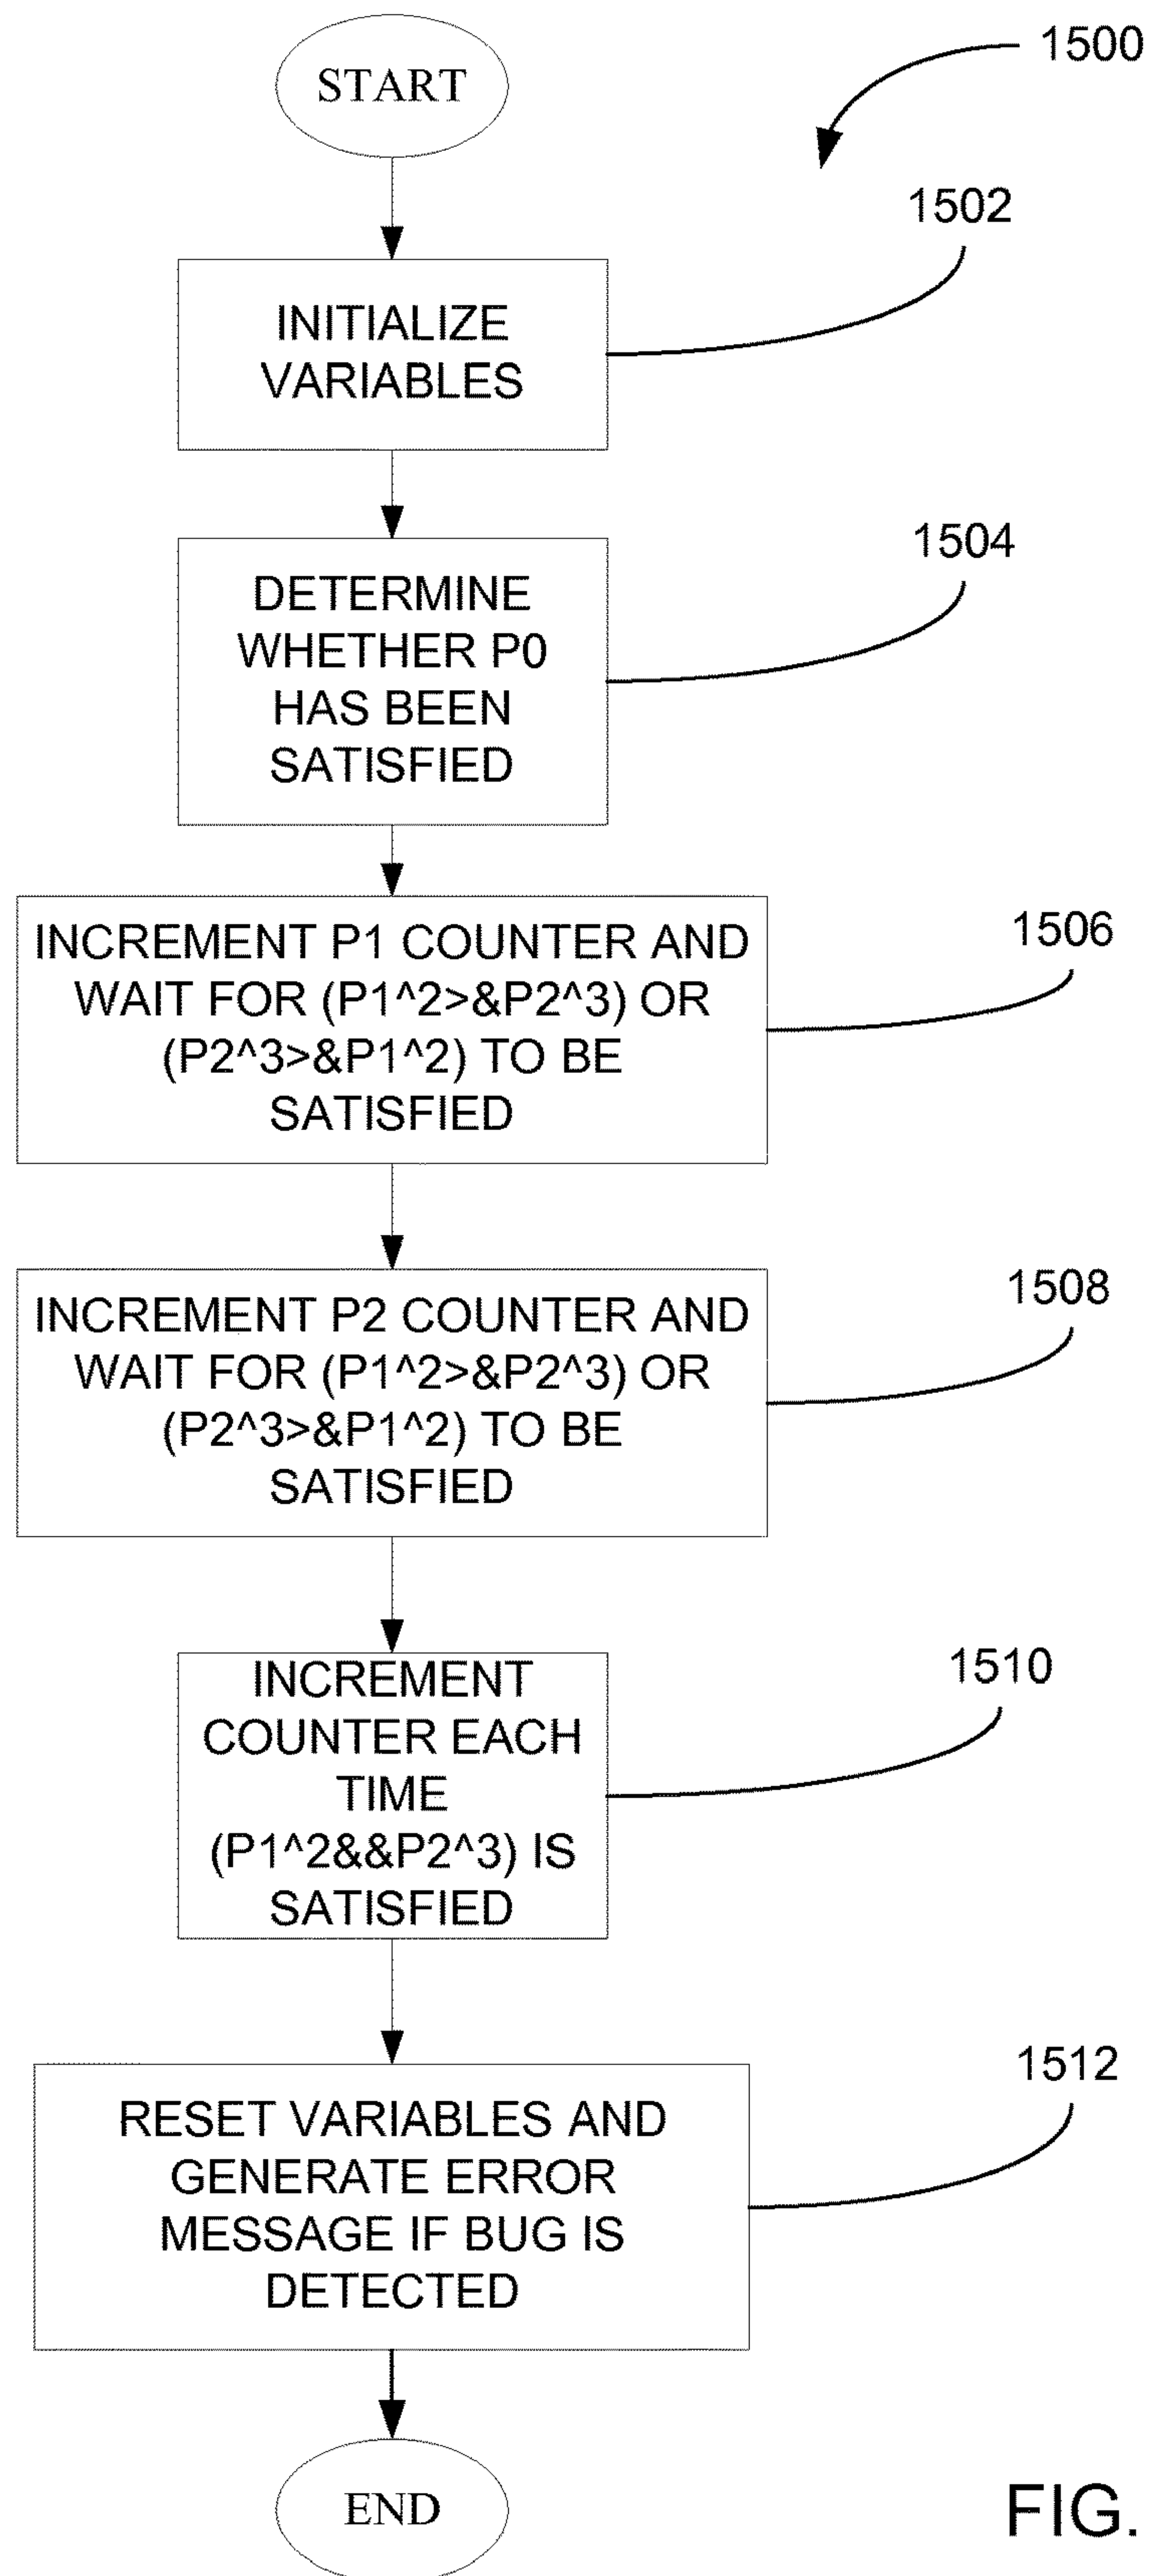 START
1500
1502
INITIALIZE
VARIABLES
1504
DETERMINE
WHETHER P0
HAS BEEN
SATISFIED
1506
INCREMENT P1 COUNTER AND
WAIT FOR (P1^2>&P2^3) OR
(P2^3>&P1^2) TO BE
SATISFIED
1508
INCREMENT P2 COUNTER AND
WAIT FOR (P1^2>&P2^3) OR
(P2^3>&P1^2) TO BE
SATISFIED
1510
INCREMENT
COUNTER EACH
TIME
(P1^2&&P2^3) IS
SATISFIED
1512
RESET VARIABLES AND
GENERATE ERROR
MESSAGE IF BUG IS
DETECTED
END
FIG.